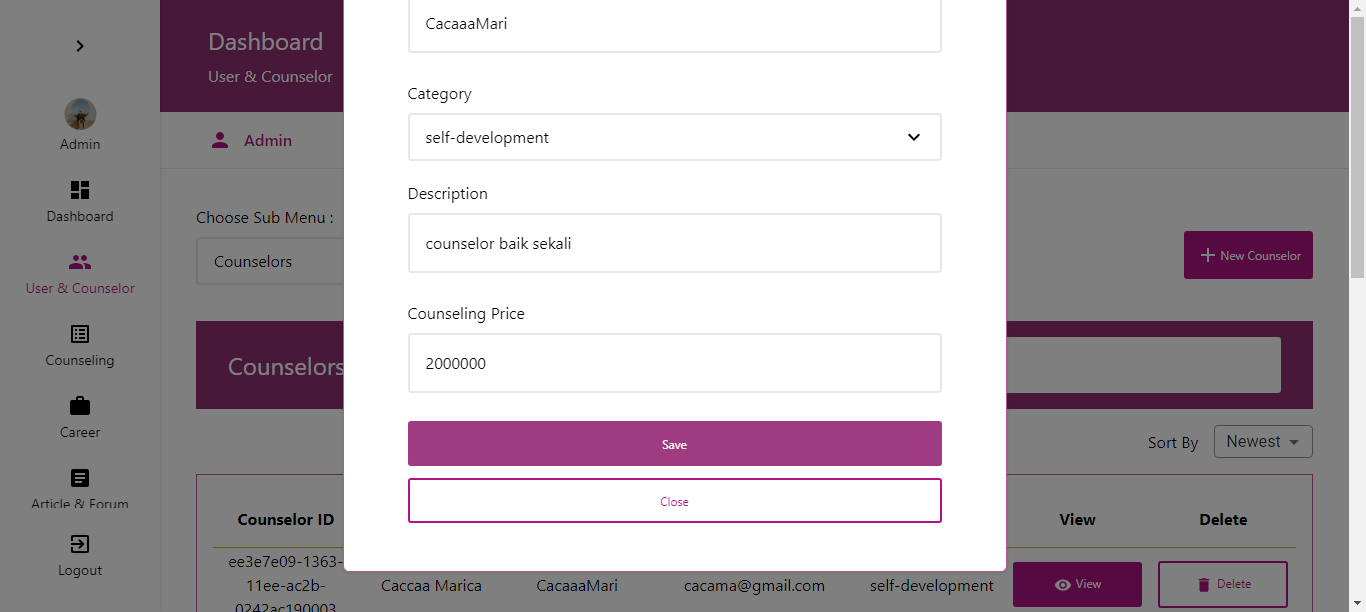 Dashboard
User & Counselor
Admin
Admin
Dashboard
User & Counselor
Counseling
Career
Article & Forum
Logout
Choose Sub Menu :
Counselors
New Counselor
Counselors
Sort By
Newest
CacaaaMari
Category
self-development
Description
counselor baik sekali
Counseling Price
2000000
Save
Close
Counselor ID
View
Delete
ee3e7e09-1363-
11ee-ac2b-
0242ac190003
Caccaa Marica
CacaaaMari
cacama@gmail.com
self-development
View
Delete